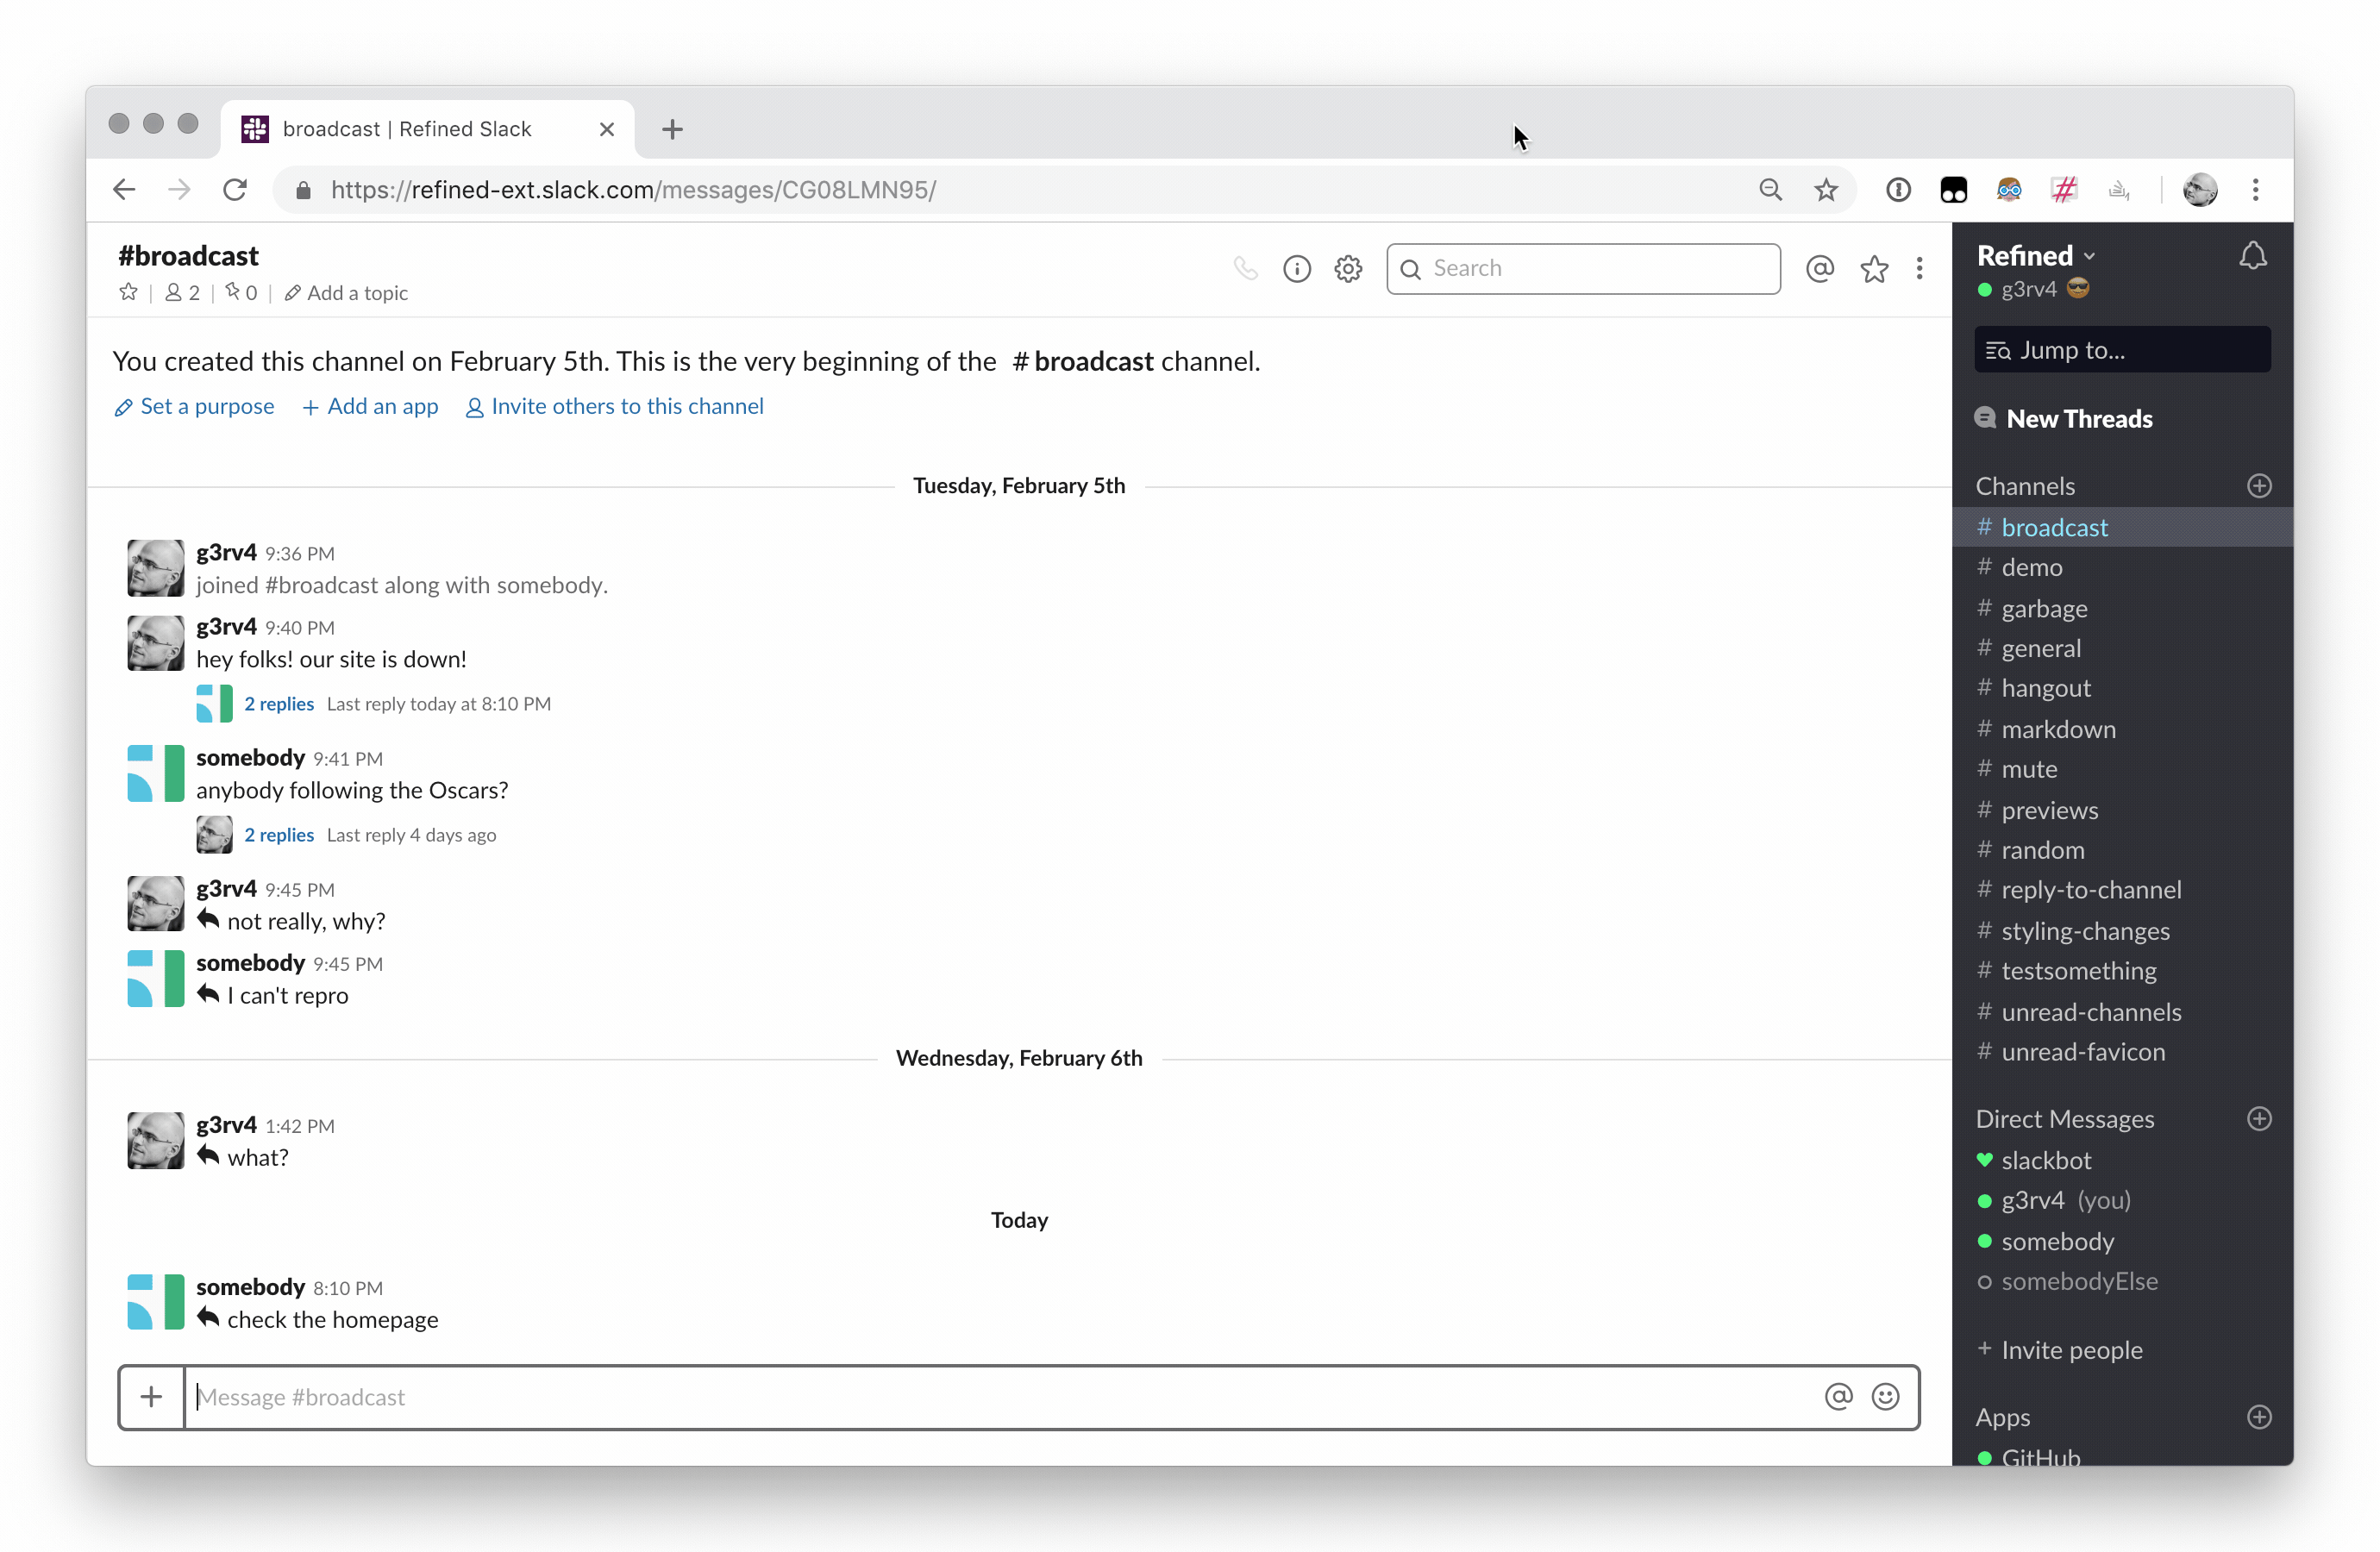 broadcast | Refined Slack
https://refined-ext.slack.com/messages/CG08LMN95/
#broadcast
2 | 0 | Add a topic
Search
You created this channel on February 5th. This is the very beginning of the # broadcast channel.
Set a purpose + Add an app Invite others to this channel
Tuesday, February 5th
g3rv4 9:36 PM
joined #broadcast along with somebody.
g3rv4 9:40 PM
hey folks! our site is down!
2 replies Last reply today at 8:10 PM
somebody 9:41 PM
anybody following the Oscars?
2 replies Last reply 4 days ago
g3rv4 9:45 PM
not really, why?
somebody 9:45 PM
I can't repro
Wednesday, February 6th
g3rv4 1:42 PM
what?
Today
somebody 8:10 PM
check the homepage
Message #broadcast
Refined
g3rv4
Jump to...
New Threads
Channels
# broadcast
# demo
# garbage
# general
# hangout
# markdown
# mute
# previews
# random
# reply-to-channel
# styling-changes
# testsomething
# unread-channels
# unread-favicon
Direct Messages
slackbot
g3rv4 (you)
somebody
somebodyElse
+ Invite people
Apps
GitHub